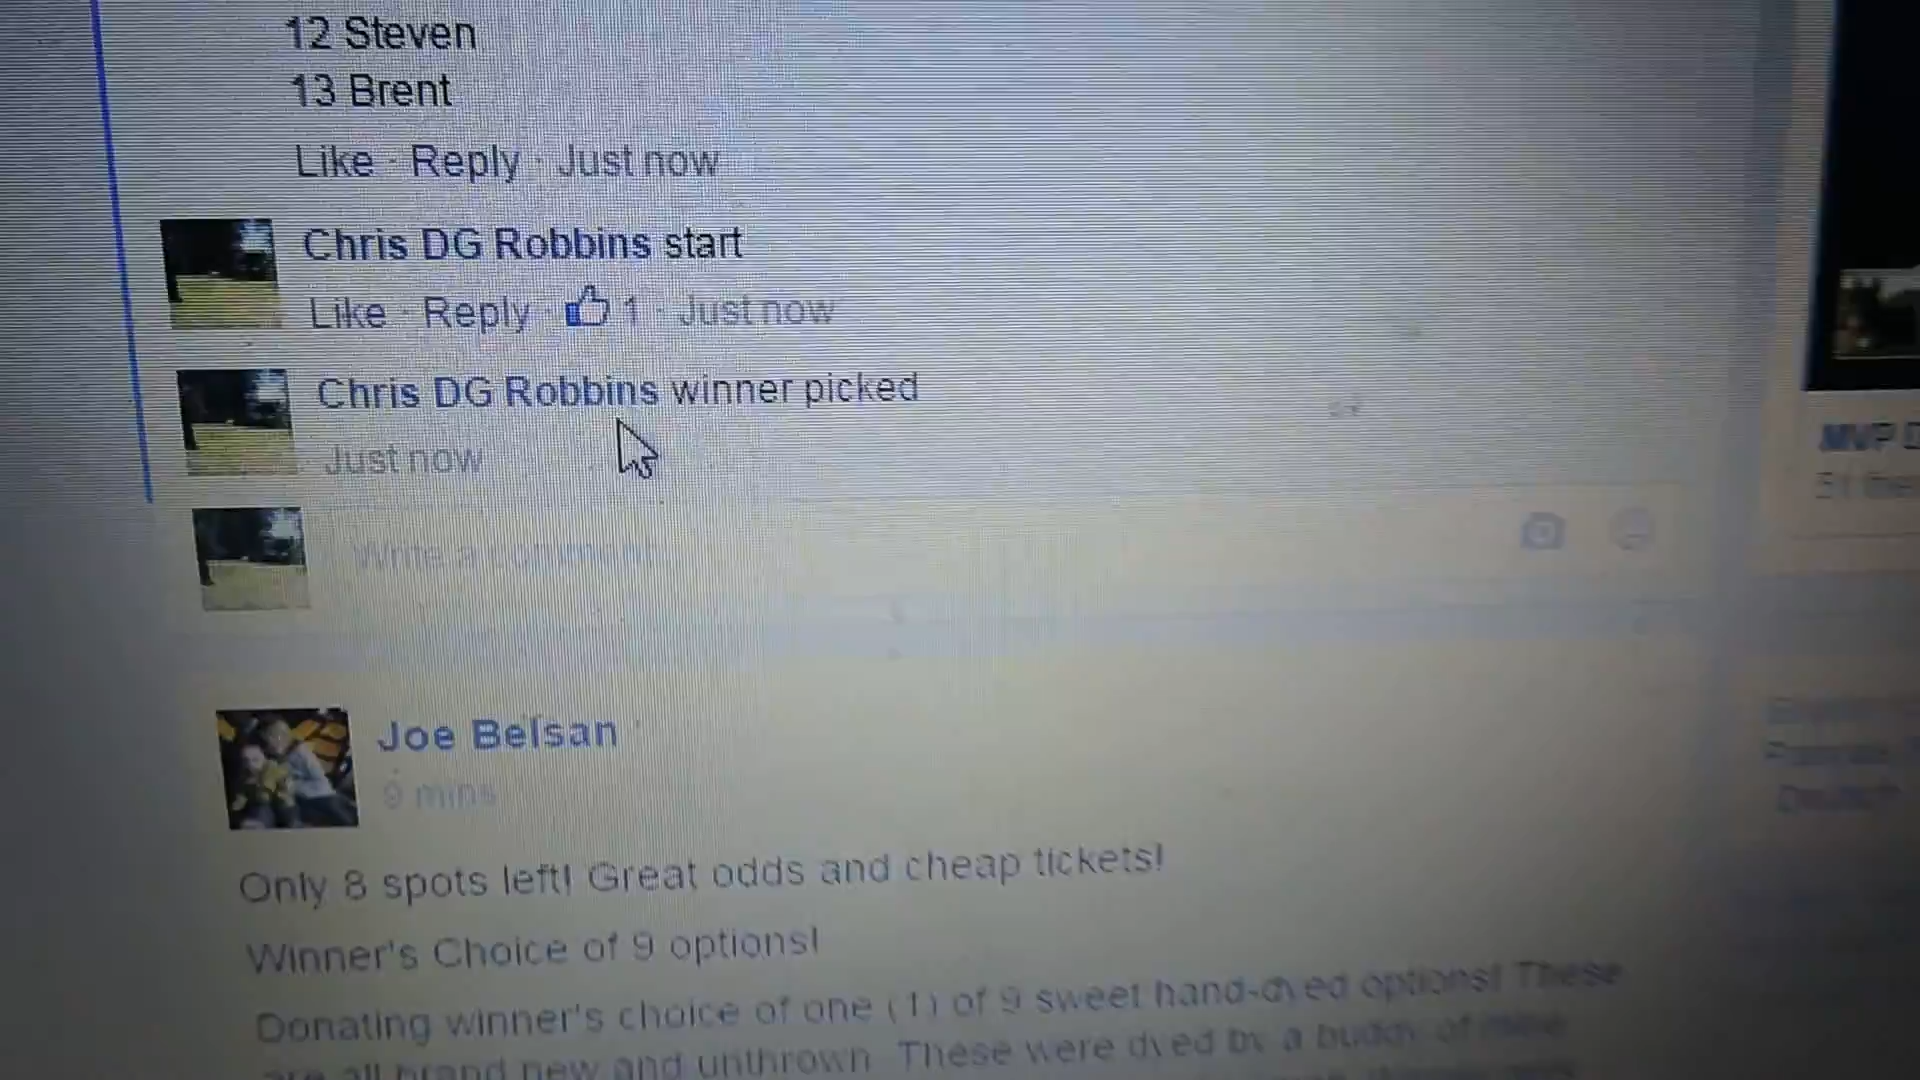 12 Steven
13 Brent
Like · Reply · Just now
Chris DG Robbins start
Like · Reply · 1 · Just now
Chris DG Robbins winner picked
Just now
Write a comment
MVP D
51
Joe Belsan
9 mins
Only 8 spots left! Great odds and cheap tickets!
Winner's Choice of 9 options!
Donating winner's choice of one (1) of 9 sweet hand-dyed options! These
are all brand new and unthrown. These were dyed by a buddy of mine